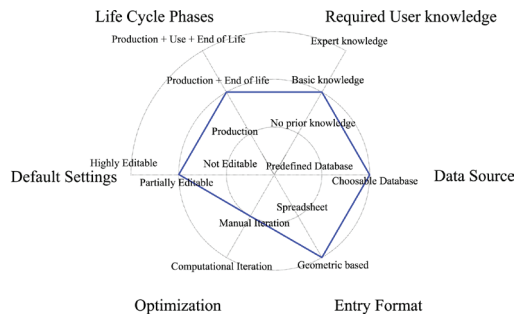 Life Cycle Phases
Required User knowledge
Production + Use + End of Life
Expert knowledge
Production + End of life
Basic knowledge
Production
No prior knowledge
Highly Editable
Not Editable
Predefined Database
Default Settings
Partially Editable
Choosable Database
Data Source
Spreadsheet
Manual Iteration
Computational Iteration
Geometric based
Optimization
Entry Format